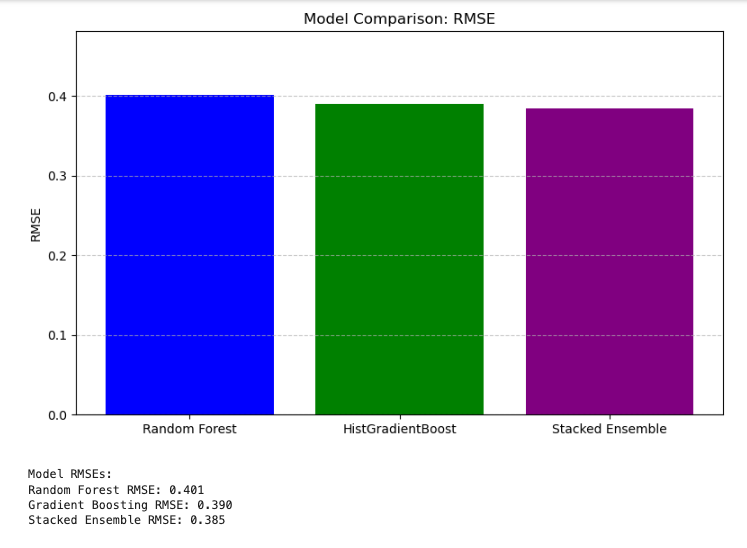 Model Comparison: RMSE
RMSE
0.4
0.3
0.2
0.1
0.0
Random Forest
HistGradientBoost
Stacked Ensemble
Model RMSEs:
Random Forest RMSE: 0.401
Gradient Boosting RMSE: 0.390
Stacked Ensemble RMSE: 0.385